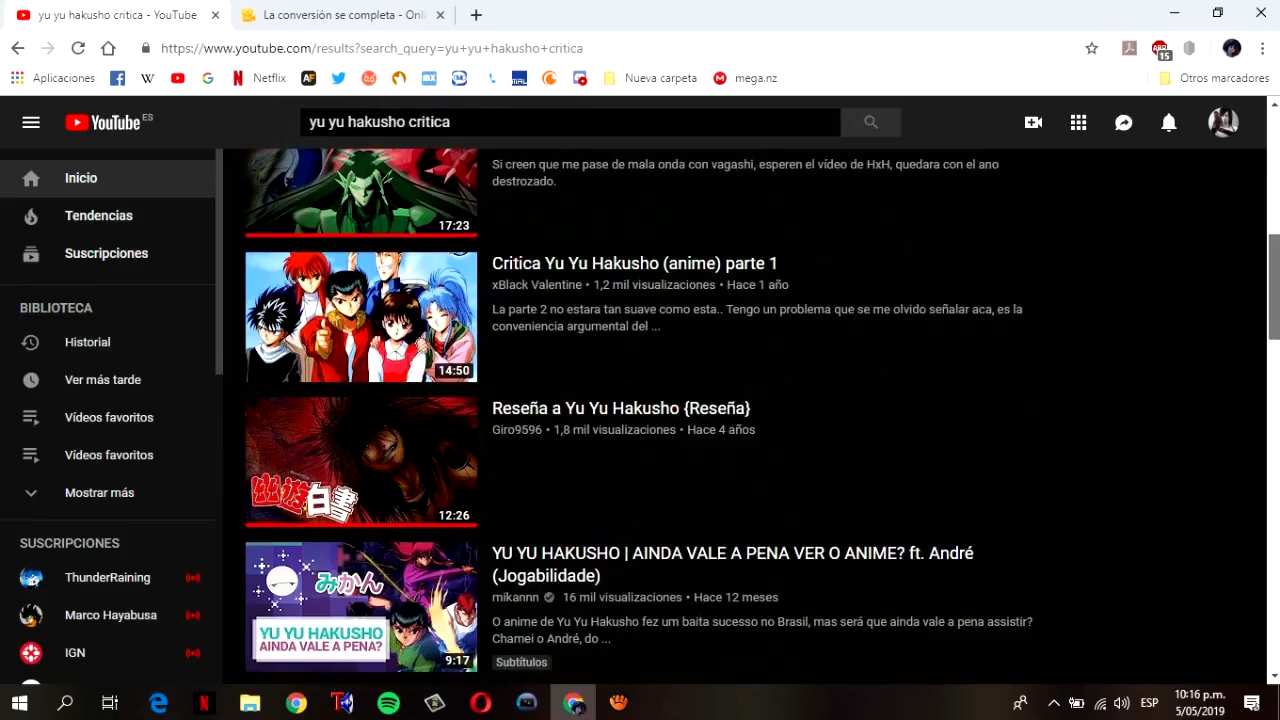 yu yu hakusho critica - YouTube
La conversión se completa - Onl
https://www.youtube.com/results?search_query=yu+yu+hakusho+critica
15
Aplicaciones
Netflix
Nueva carpeta
mega.nz
Otros marcadores
YouTube ES
yu yu hakusho critica
Inicio
Tendencias
Suscripciones
BIBLIOTECA
Historial
Ver más tarde
Vídeos favoritos
Vídeos favoritos
Mostrar más
SUSCRIPCIONES
ThunderRaining
Marco Hayabusa
IGN
Si creen que me pase de mala onda con vagashi, esperen el vídeo de HxH, quedara con el ano
destrozado.
17:23
Critica Yu Yu Hakusho (anime) parte 1
xBlack Valentine • 1,2 mil visualizaciones • Hace 1 año
La parte 2 no estara tan suave como esta.. Tengo un problema que se me olvido señalar aca, es la
conveniencia argumental del ...
14:50
Reseña a Yu Yu Hakusho {Reseña}
Giro9596 • 1,8 mil visualizaciones • Hace 4 años
幽遊白書
12:26
YU YU HAKUSHO | AINDA VALE A PENA VER O ANIME? ft. André
(Jogabilidade)
mikannn 16 mil visualizaciones • Hace 12 meses
O anime de Yu Yu Hakusho fez um baita sucesso no Brasil, mas será que ainda vale a pena assistir?
Chamei o André, do ...
Subtítulos
みかん
YU YU HAKUSHO
AINDA VALE A PENA?
9:17
ESP
10:16 p.m.
5/05/2019